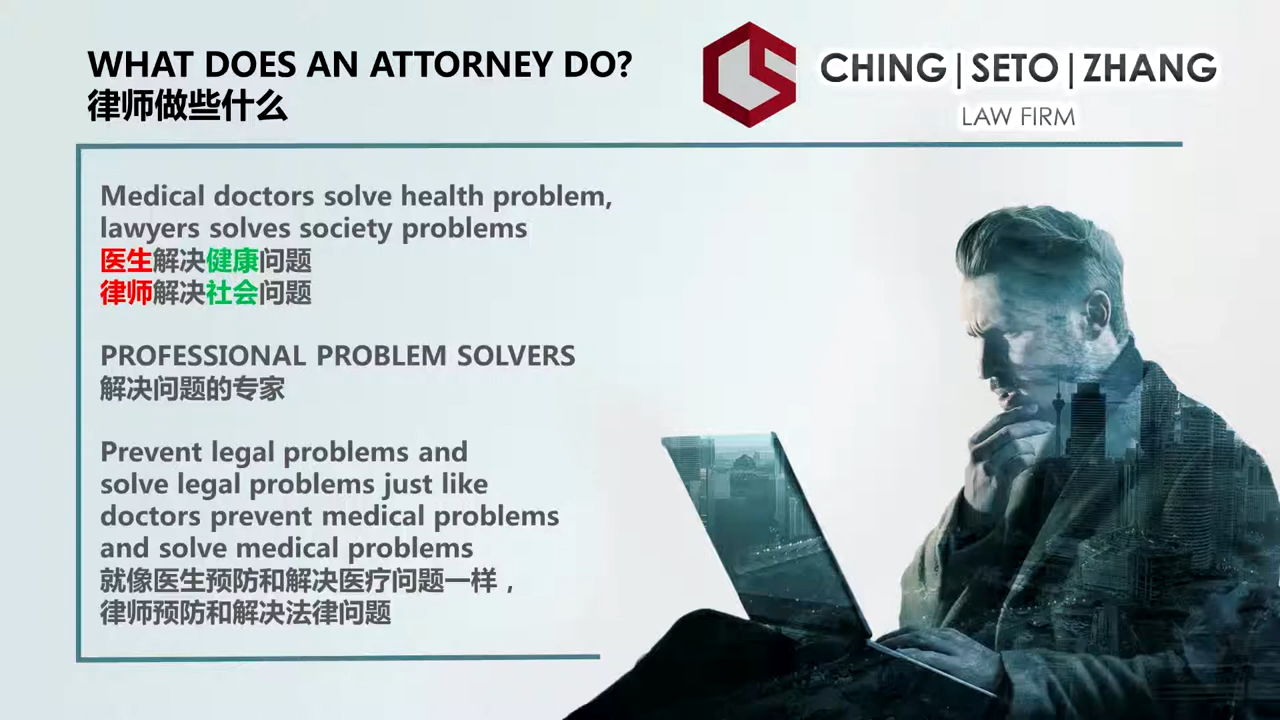 WHAT DOES AN ATTORNEY DO?
律师做些什么
CHING|SETO|ZHANG
LAW FIRM
Medical doctors solve health problem,
lawyers solves society problems
医生解决健康问题
律师解决社会问题
PROFESSIONAL PROBLEM SOLVERS
解决问题的专家
Prevent legal problems and
solve legal problems just like
doctors prevent medical problems
and solve medical problems
就像医生预防和解决医疗问题一样，
律师预防和解决法律问题